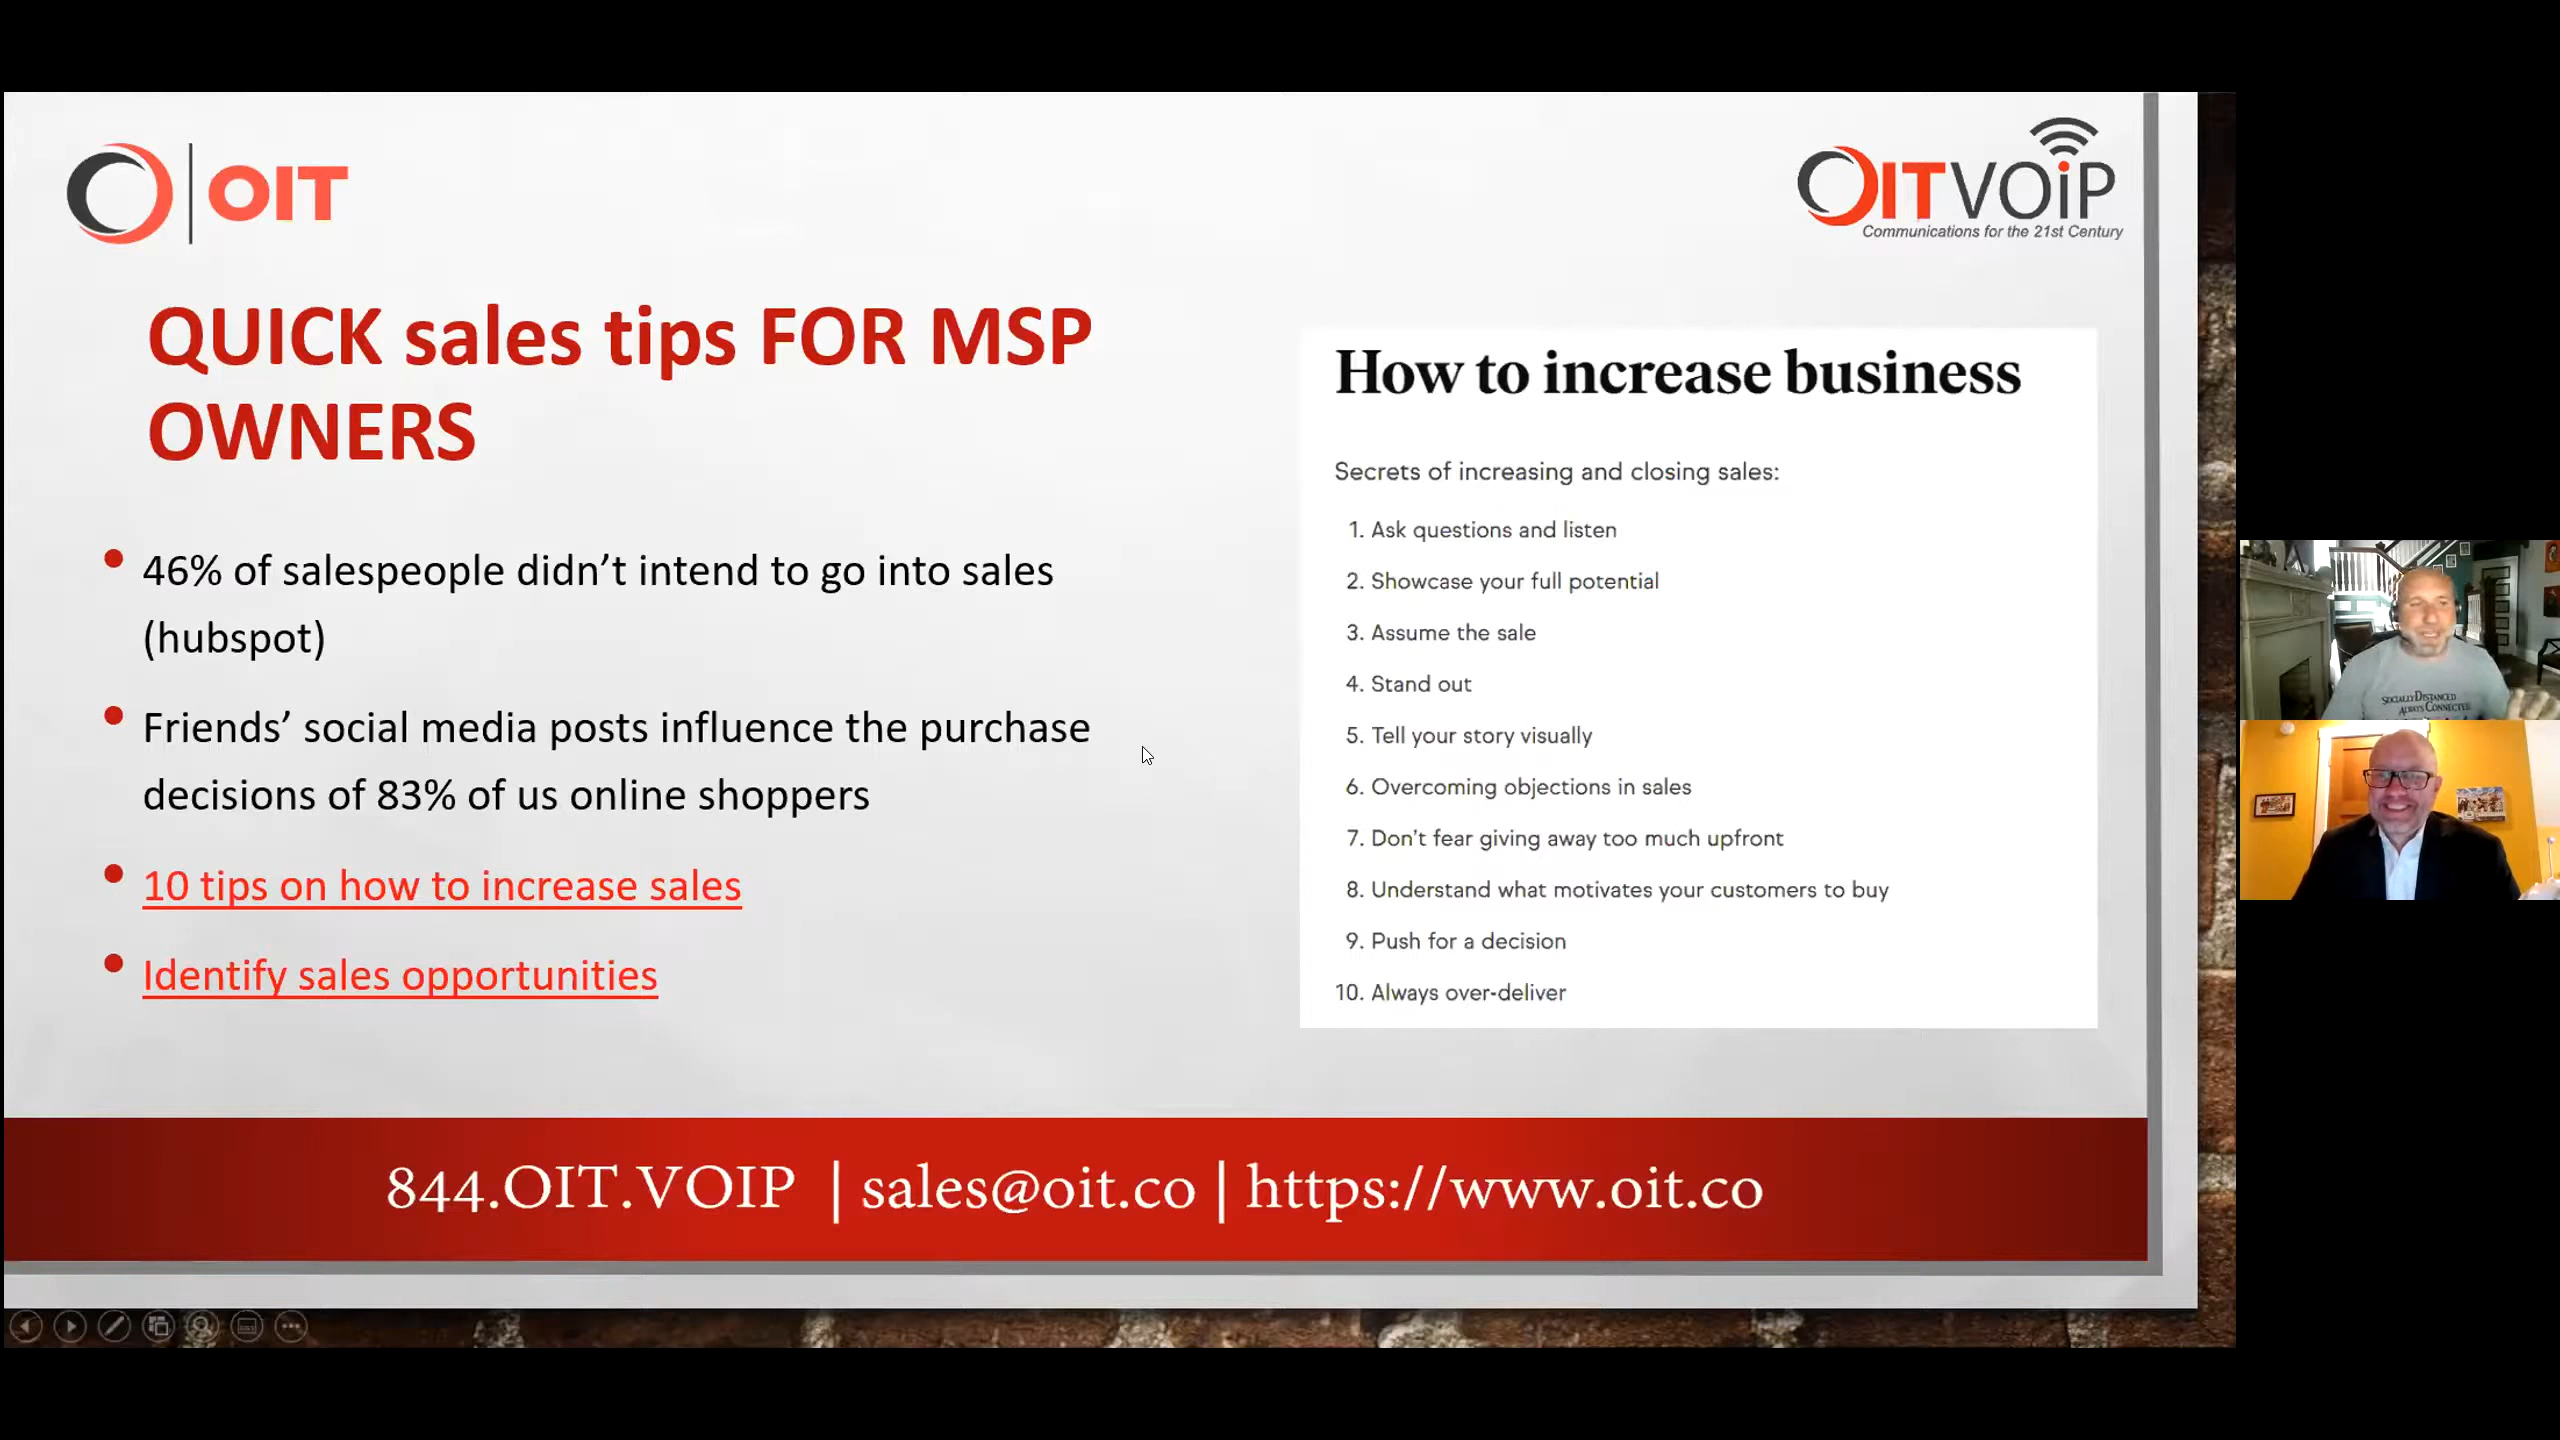 OIT
OITVOiP
Communications for the 21st Century
QUICK sales tips FOR MSP
OWNERS
46% of salespeople didn't intend to go into sales
(hubspot)
Friends' social media posts influence the purchase
decisions of 83% of us online shoppers
10 tips on how to increase sales
Identify sales opportunities
How to increase business
Secrets of increasing and closing sales:
1. Ask questions and listen
2. Showcase your full potential
3. Assume the sale
4. Stand out
5. Tell your story visually
6. Overcoming objections in sales
7. Don't fear giving away too much upfront
8. Understand what motivates your customers to buy
9. Push for a decision
10. Always over-deliver
844.OIT.VOIP | sales@oit.co | https://www.oit.co
SOCIALLY DISTANCED
ALWAYS CONNECTED